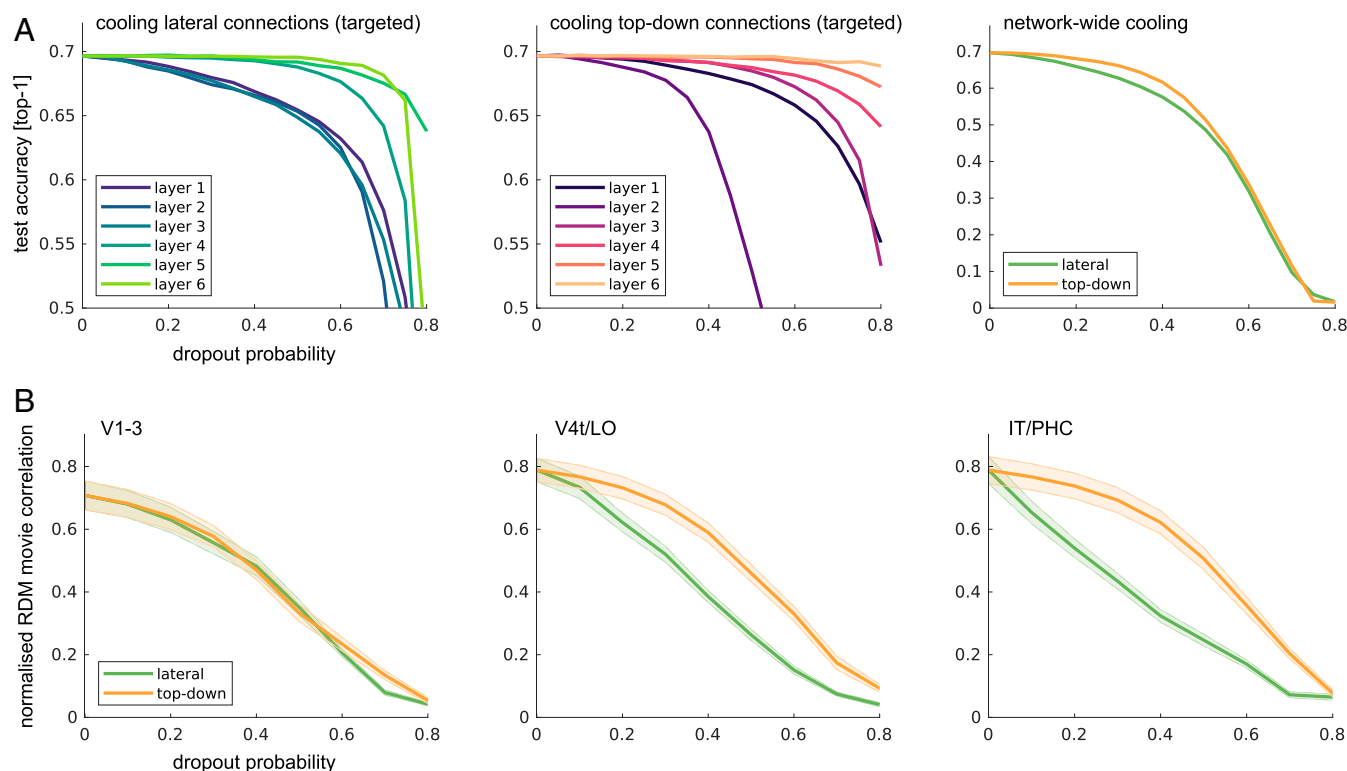 A
cooling lateral connections (targeted)
cooling top-down connections (targeted)
network-wide cooling
test accuracy [top-1]
0.7
0.65
0.6
0.55
0.5
layer 1
layer 2
layer 3
layer 4
layer 5
layer 6
0
0.2
0.4
0.6
0.8
dropout probability
0.7
0.65
0.6
0.55
0.5
layer 1
layer 2
layer 3
layer 4
layer 5
layer 6
0
0.2
0.4
0.6
0.8
0.7
0.6
0.5
0.4
0.3
0.2
0.1
0
lateral
top-down
0
0.2
0.4
0.6
0.8
B
V1-3
V4t/LO
IT/PHC
normalised RDM movie correlation
0.8
0.6
0.4
0.2
0
lateral
top-down
0
0.2
0.4
0.6
0.8
dropout probability
0.8
0.6
0.4
0.2
0
0
0.2
0.4
0.6
0.8
0.8
0.6
0.4
0.2
0
0
0.2
0.4
0.6
0.8